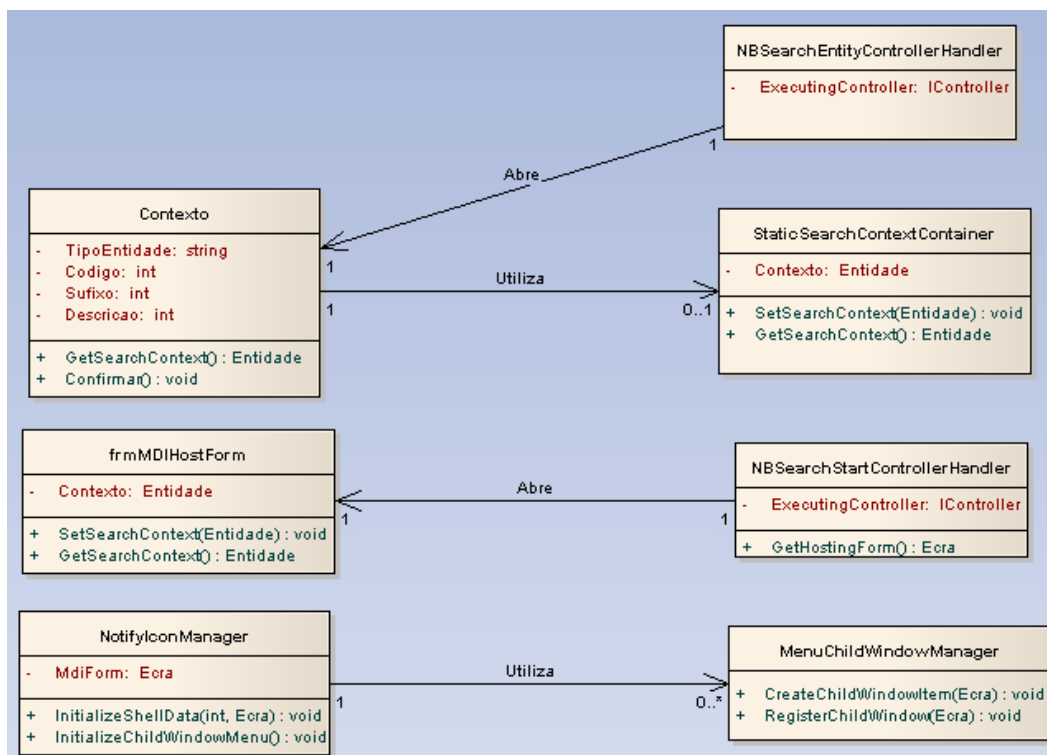 NBSearchEntityControllerHandler
- ExecutingController: IController
1
Abre
Contexto
- TipoEntidade: string
- Codigo: int
- Sufixo: int
- Descricao: int
+ GetSearchContext() : Entidade
+ Confirmar() : void
1
1
Utiliza
0..1
StaticSearchContextContainer
- Contexto: Entidade
+ SetSearchContext(Entidade) : void
+ GetSearchContext() : Entidade
frmMDIHostForm
- Contexto: Entidade
+ SetSearchContext(Entidade) : void
+ GetSearchContext() : Entidade
1
Abre
1
NBSearchStartControllerHandler
- ExecutingController: IController
+ GetHostingForm() : Ecra
NotifyIconManager
- MdiForm: Ecra
+ InitializeShellData(int, Ecra) : void
+ InitializeChildWindowMenu() : void
1
Utiliza
0..*
MenuChildWindowManager
+ CreateChildWindowItem(Ecra) : void
+ RegisterChildWindow(Ecra) : void